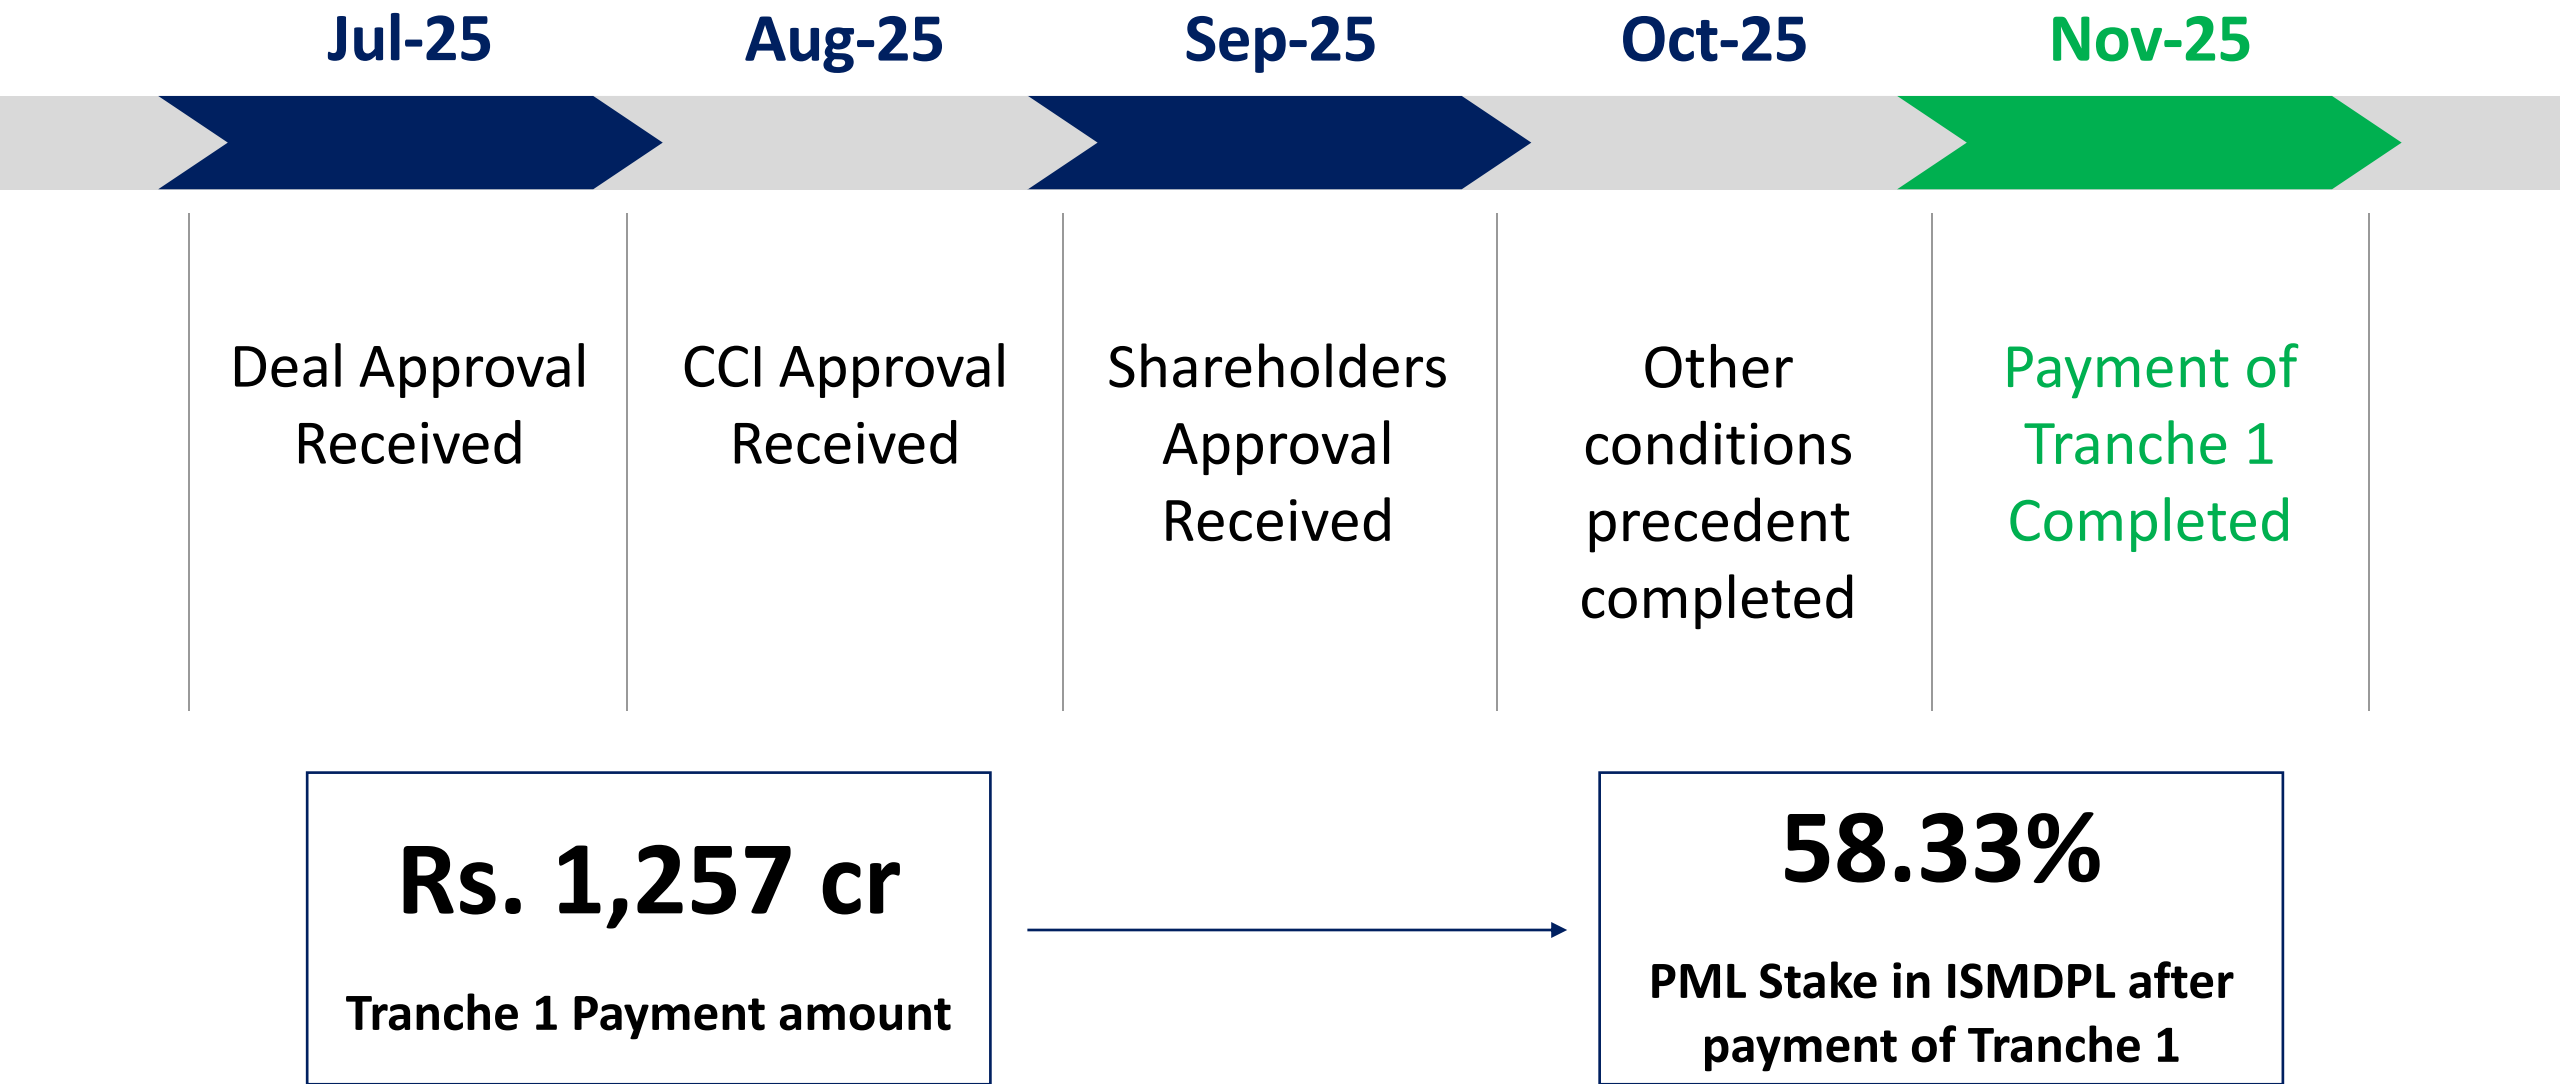 Jul-25
Aug-25
Sep-25
Oct-25
Nov-25
Deal Approval
Received
CCI Approval
Received
Shareholders
Approval
Received
Other
conditions
precedent
completed
Payment of
Tranche 1
Completed
Rs. 1,257 cr
Tranche 1 Payment amount
58.33%
PML Stake in ISMDPL after
payment of Tranche 1